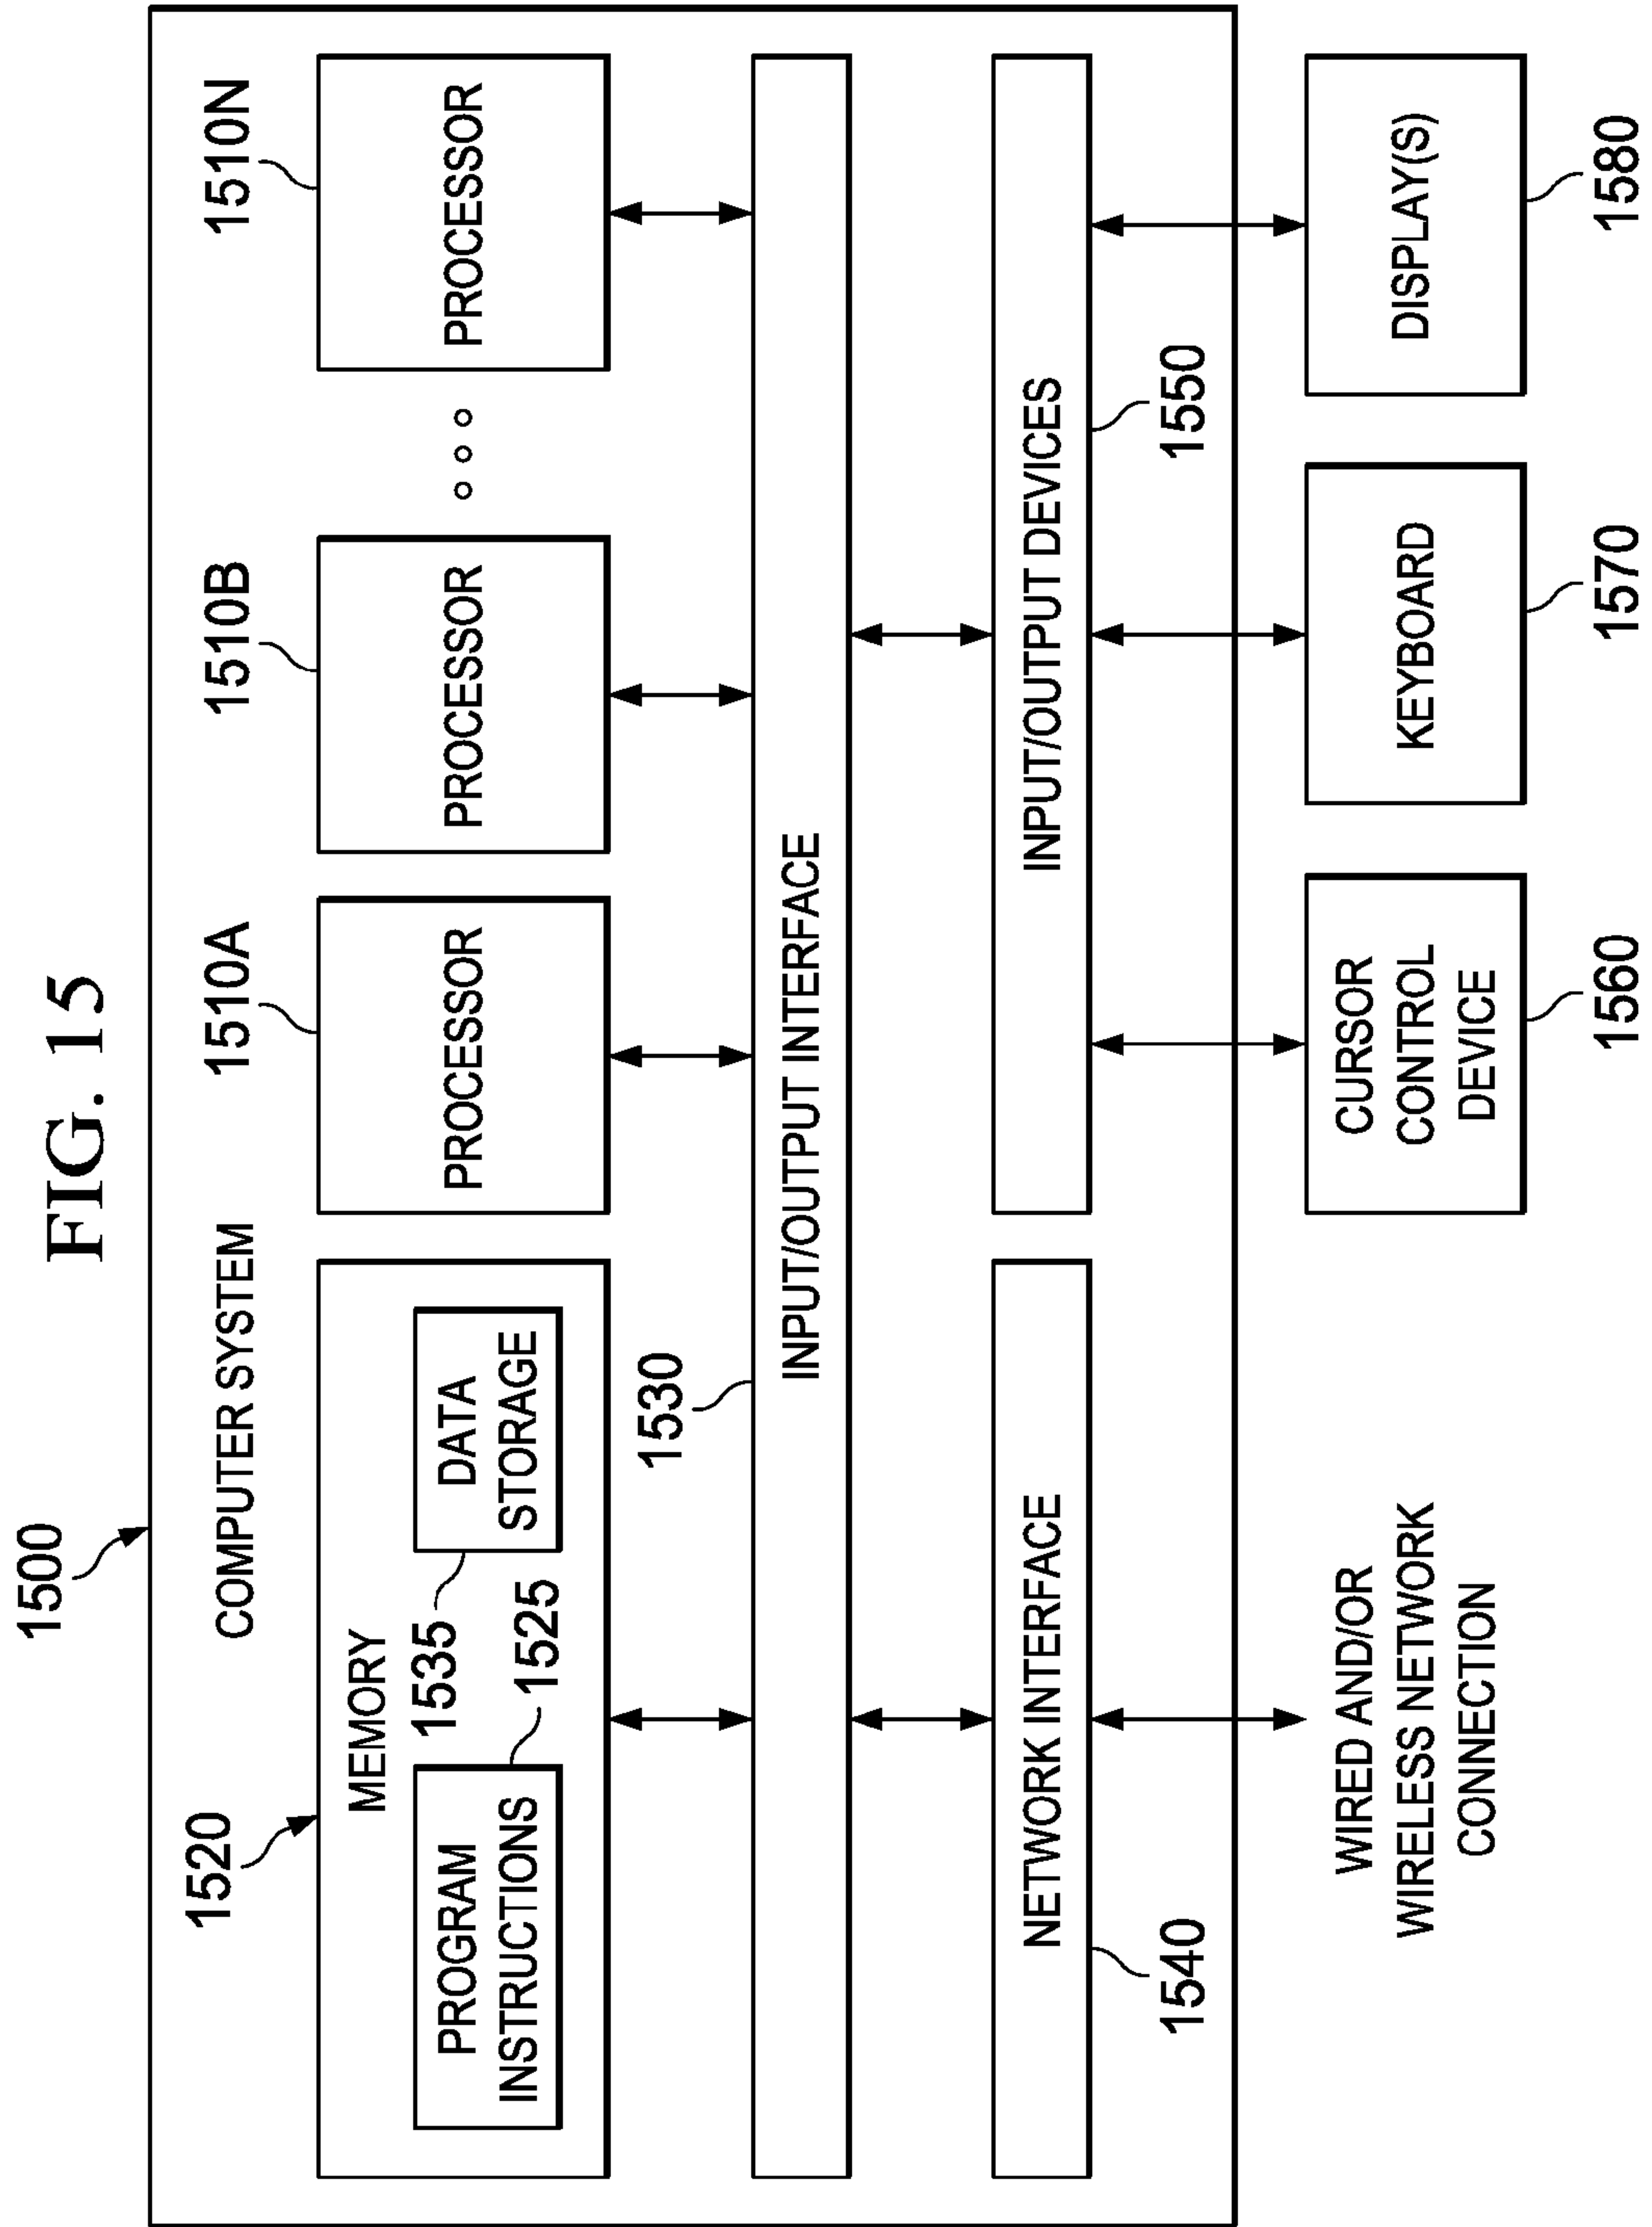 FIG. 15
1500
COMPUTER SYSTEM
1510A
1510B
1510N
1520
MEMORY
PROGRAM
INSTRUCTIONS
1525
1535
DATA
STORAGE
PROCESSOR
PROCESSOR
PROCESSOR
1530
INPUT/OUTPUT INTERFACE
NETWORK INTERFACE
1540
INPUT/OUTPUT DEVICES
1550
WIRED AND/OR
WIRELESS NETWORK
CONNECTION
CURSOR
CONTROL
DEVICE
1560
KEYBOARD
1570
DISPLAY(S)
1580